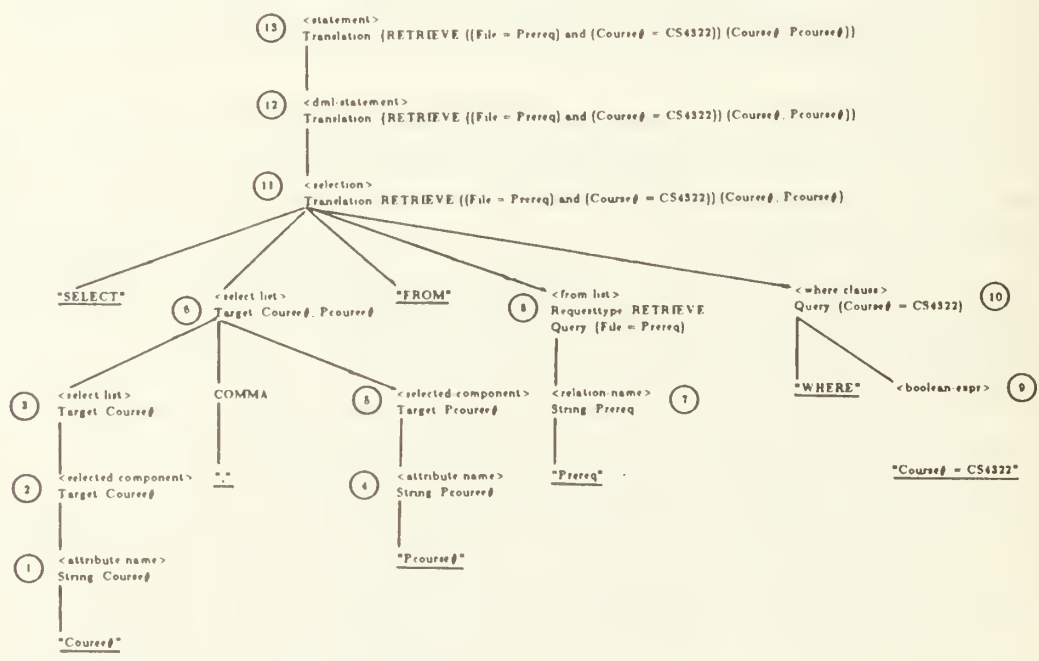 13
<statement>
Translation {RETRIEVE ((File = Prereq) and (Course# = CS4322)) (Course#, Pcourse#)}
12
<dml-statement>
Translation {RETRIEVE ((File = Prereq) and (Course# = CS4322)) (Course#, Pcourse#)}
11
<selection>
Translation RETRIEVE ((File = Prereq) and (Course# = CS4322)) (Course#, Pcourse#)
"SELECT"
6
<select list>
Target Course#, Pcourse#
"FROM"
8
<from list>
Requesttype RETRIEVE
Query (File = Prereq)
<where clause>
Query (Course# = CS4322)
10
3
<select list>
Target Course#
COMMA
5
<selected-component>
Target Pcourse#
<relation-name>
String Prereq
7
"WHERE"
<boolean-expr>
9
2
<selected component>
Target Course#
","
4
<attribute name>
String Pcourse#
"Prereq"
"Course# = CS4322"
1
<attribute name>
String Course#
"Pcourse#"
"Course#"